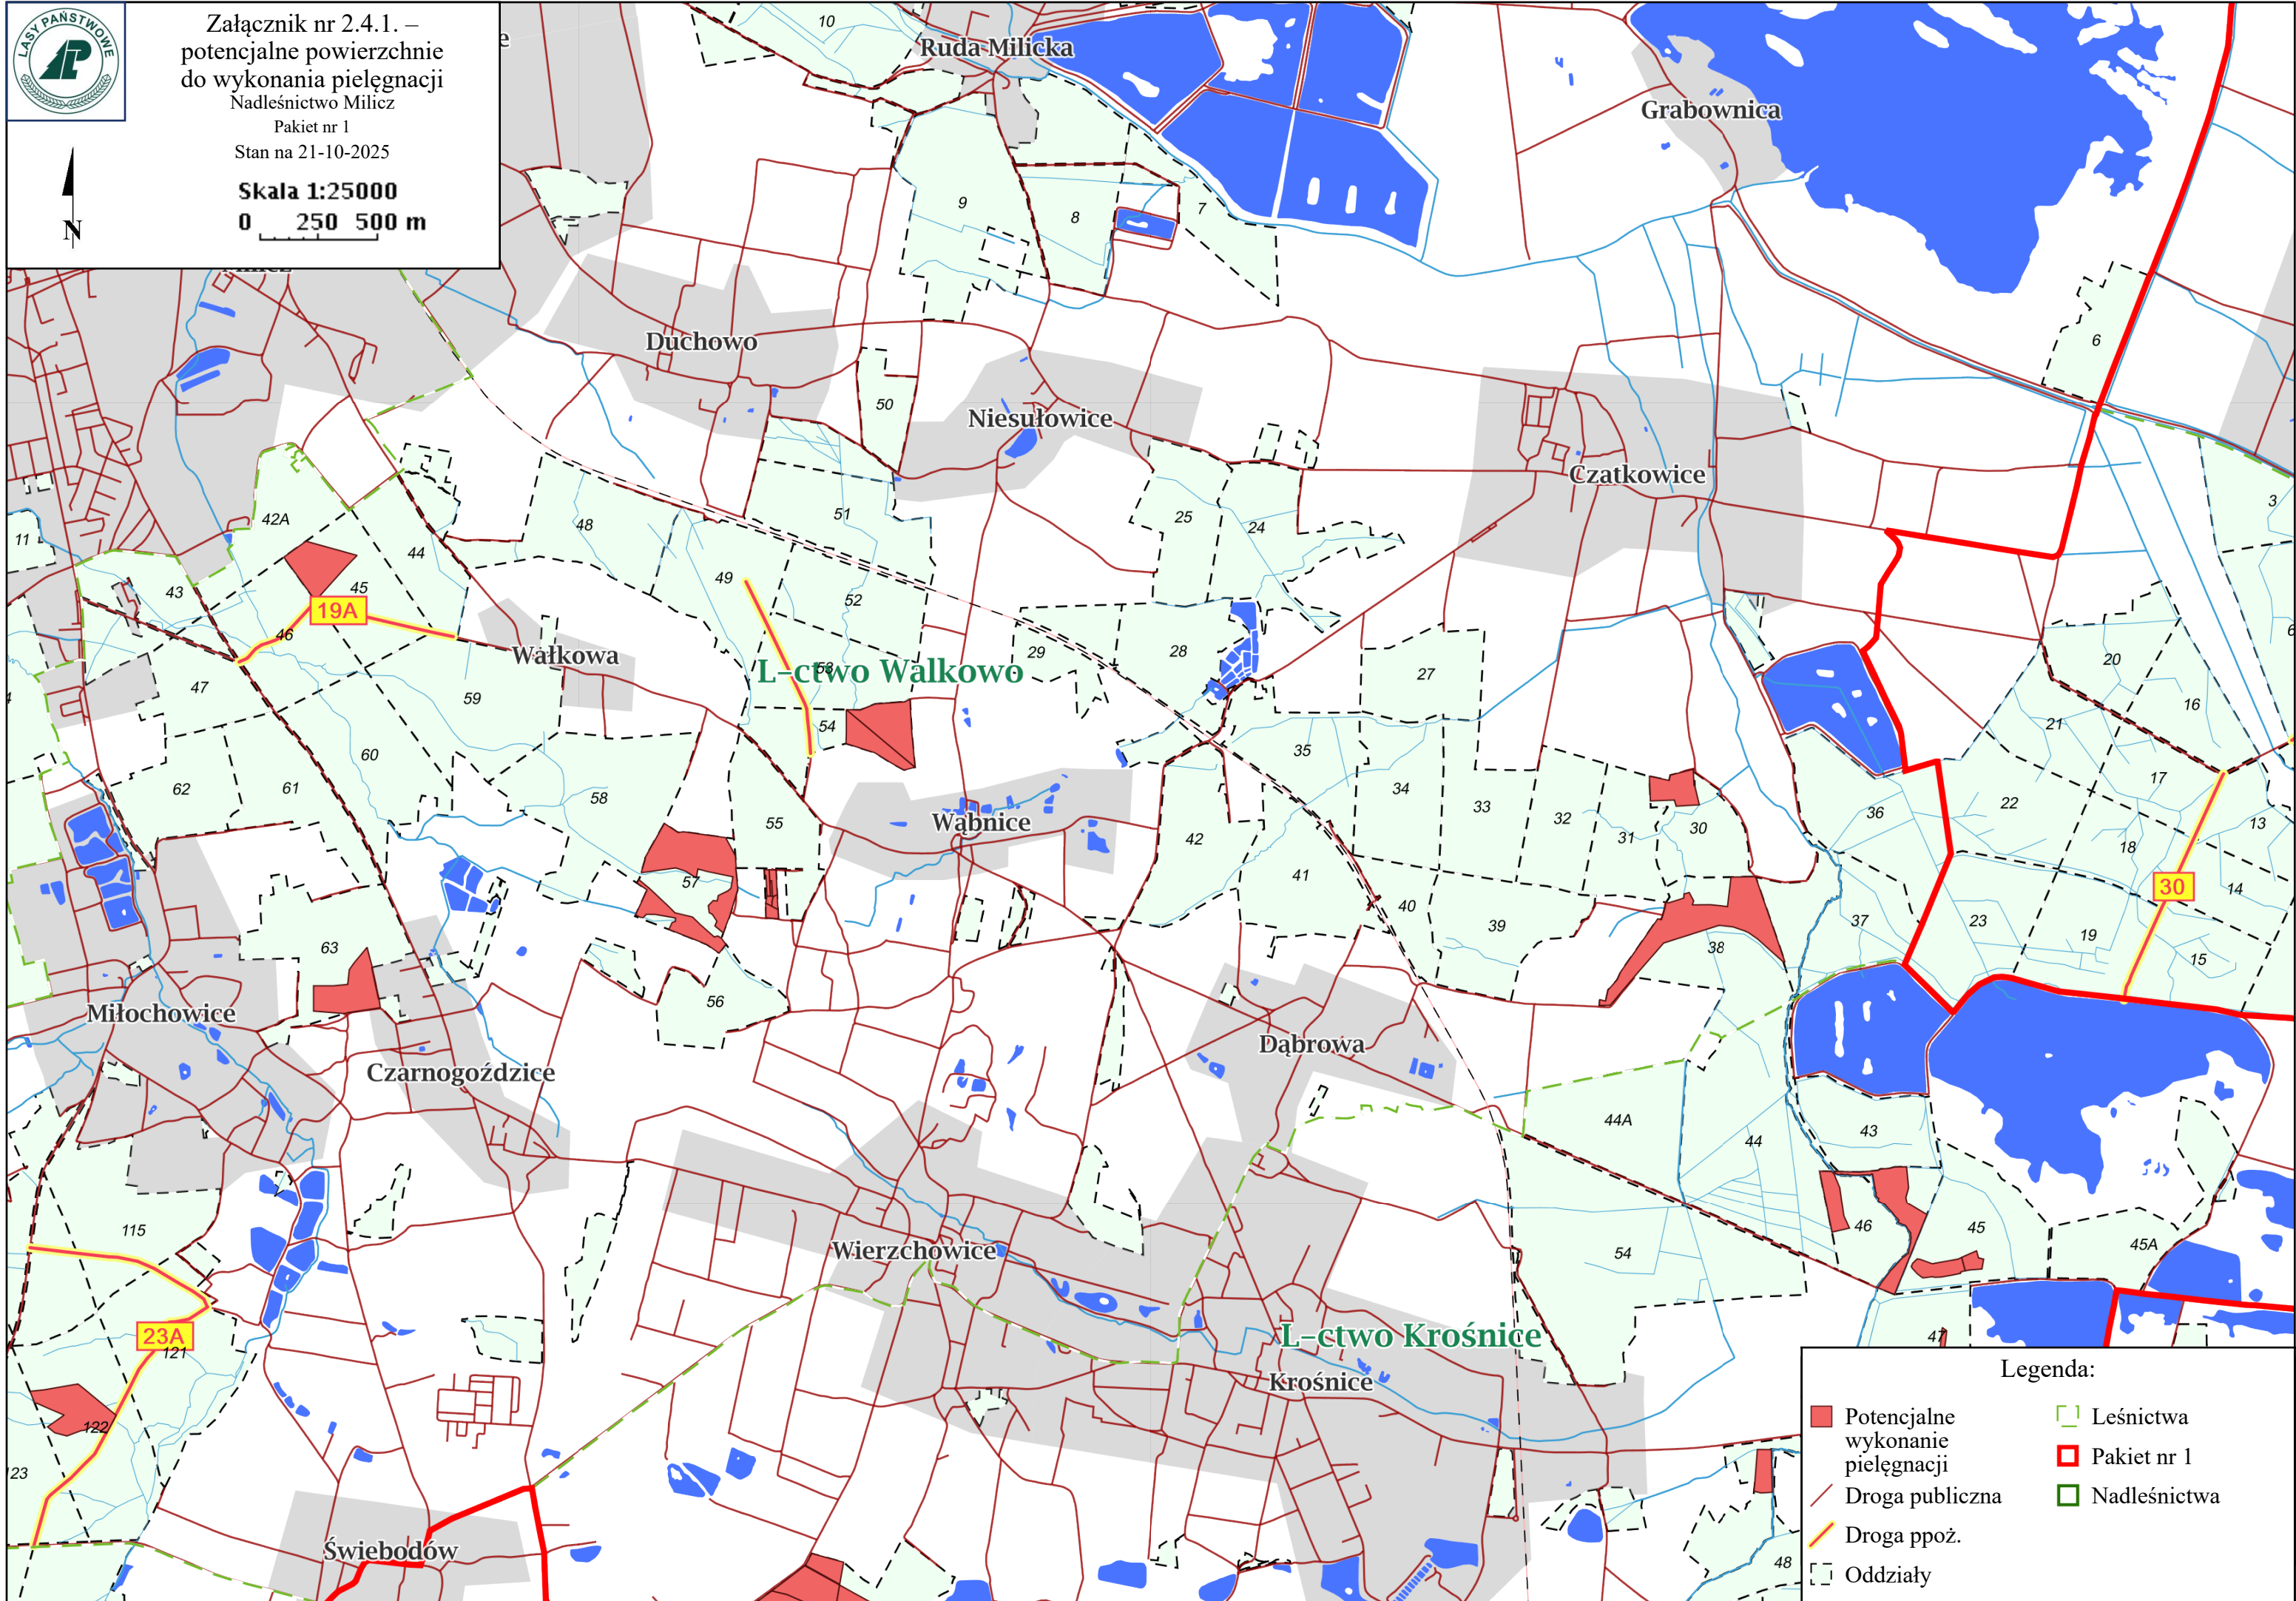 LASY PAŃSTWOWE
Załącznik nr 2.4.1. –
potencjalne powierzchnie
do wykonania pielęgnacji
Nadleśnictwo Milicz
Pakiet nr 1
Stan na 21-10-2025
Skala 1:25000
0 250 500 m
N
e
10
Ruda Milicka
Grabownica
9
8
7
6
Duchowo
50
Niesułowice
Czatkowice
3
42A
11
44
48
51
25
24
43
45
49
52
19A
46
Wałkowa
53
L-ctwo Walkowo
29
28
27
20
16
21
47
59
54
35
60
62
61
58
55
Wąbnice
34
33
32
31
30
36
22
17
13
18
42
41
57
40
39
37
23
30
14
19
15
63
56
38
Miłochowice
Dąbrowa
Czarnogoździce
44A
44
43
115
46
45
45A
54
Wierzchowice
23A
121
L-ctwo Krośnice
47
Krośnice
122
23
Świebodów
48
Legenda:
Potencjalne
wykonanie
pielęgnacji
Droga publiczna
Droga ppoż.
Oddziały
Leśnictwa
Pakiet nr 1
Nadleśnictwa